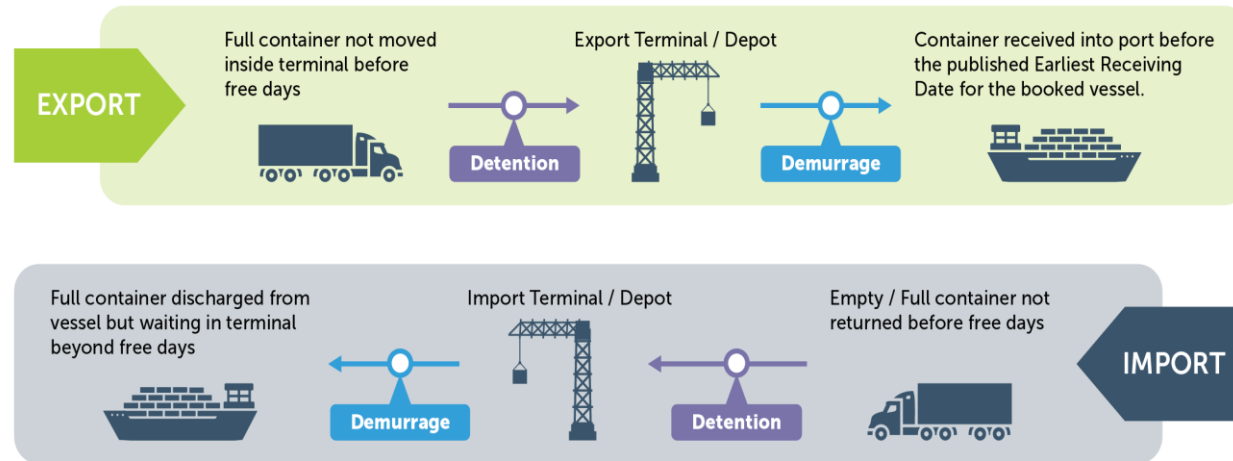 EXPORT
Full container not moved
inside terminal before
free days
Detention
Export Terminal / Depot
Demurrage
Container received into port before
the published Earliest Receiving
Date for the booked vessel.
Full container discharged from
vessel but waiting in terminal
beyond free days
Demurrage
Import Terminal / Depot
Detention
Empty / Full container not
returned before free days
IMPORT